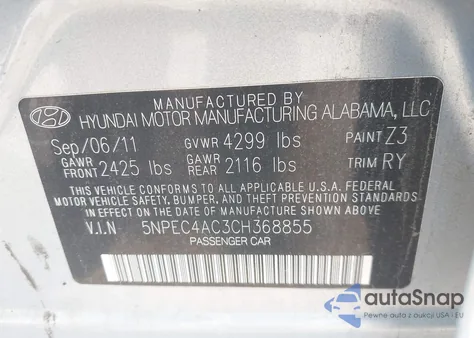 MANUFACTURED BY
HYUNDAI MOTOR MANUFACTURING ALABAMA, LLC
Sep/06/11 GVWR 4299 lbs PAINT Z3
GAWR FRONT 2425 lbs GAWR REAR 2116 lbs TRIM RY
THIS VEHICLE CONFORMS TO ALL APPLICABLE U.S.A. FEDERAL
MOTOR VEHICLE SAFETY, BUMPER, AND THEFT PREVENTION STANDARDS
IN EFFECT ON THE DATE OF MANUFACTURE SHOWN ABOVE.
V.I.N 5NPEC4AC3CH368855
PASSENGER CAR
autoSnap
Pewne auta z USA i EU